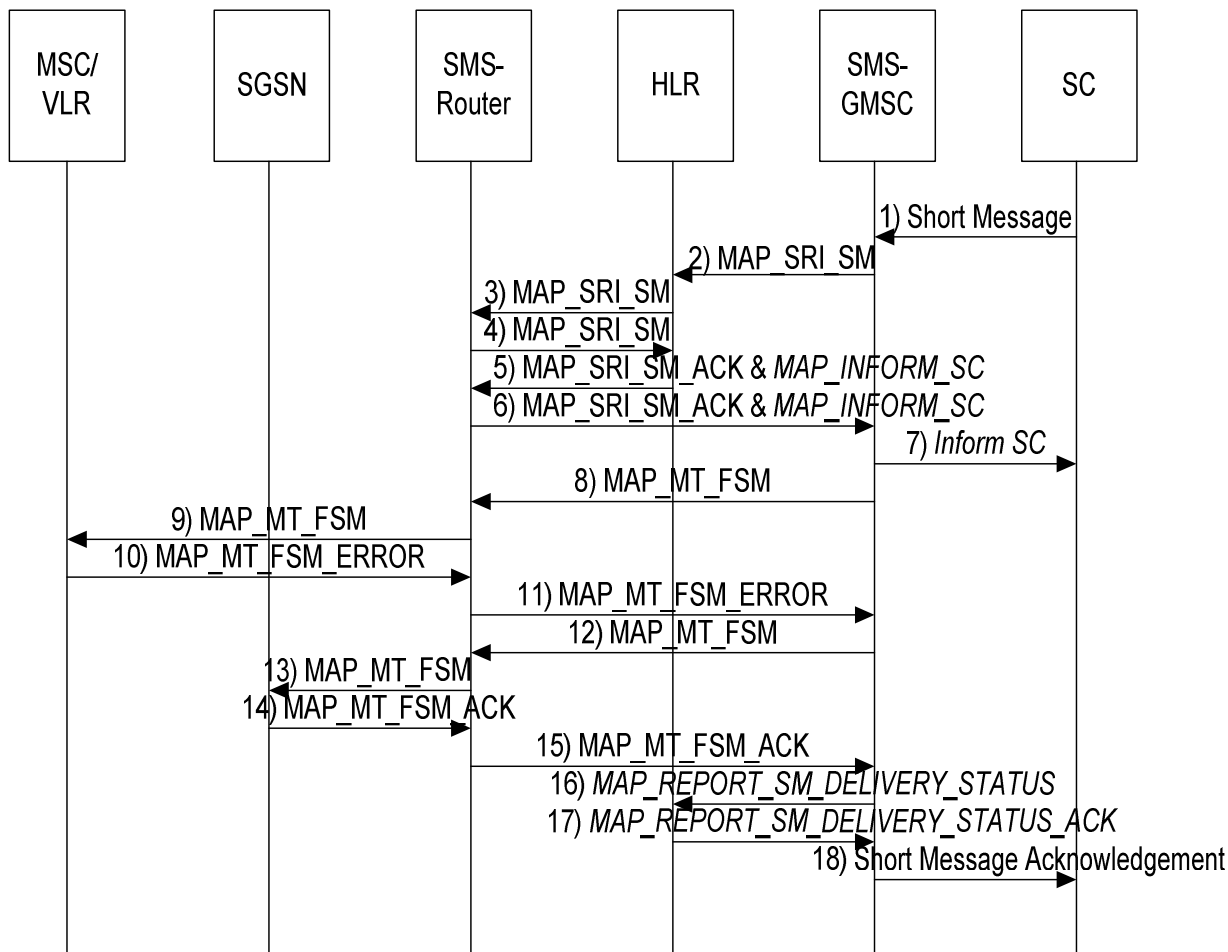 MSC/
VLR
SGSN
SMS-
Router
HLR
SMS-
GMSC
SC
1) Short Message
2) MAP_SRI_SM
3) MAP_SRI_SM
4) MAP_SRI_SM
5) MAP_SRI_SM_ACK & MAP_INFORM_SC
6) MAP_SRI_SM_ACK & MAP_INFORM_SC
7) Inform SC
8) MAP_MT_FSM
9) MAP_MT_FSM
10) MAP_MT_FSM_ERROR
11) MAP_MT_FSM_ERROR
12) MAP_MT_FSM
13) MAP_MT_FSM
14) MAP_MT_FSM_ACK
15) MAP_MT_FSM_ACK
16) MAP_REPORT_SM_DELIVERY_STATUS
17) MAP_REPORT_SM_DELIVERY_STATUS_ACK
18) Short Message Acknowledgement